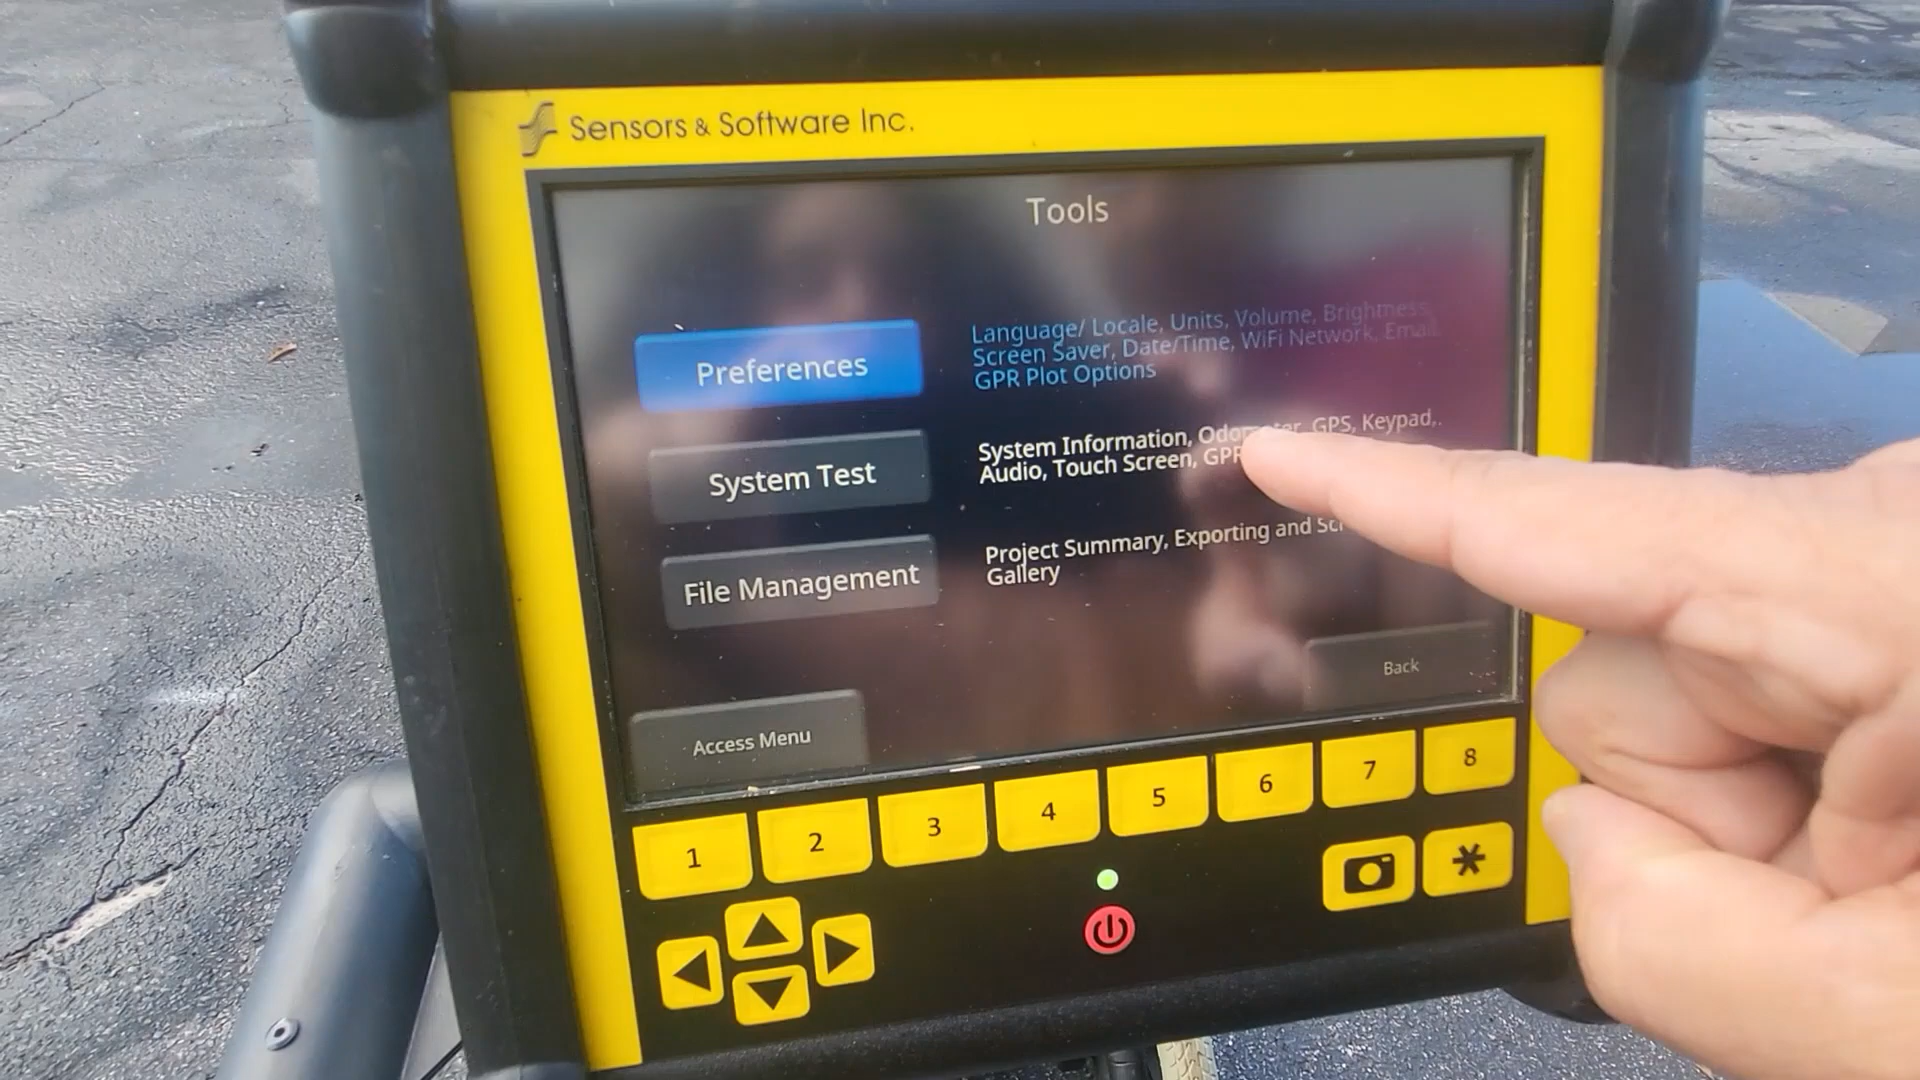 Sensors & Software Inc.
Tools
Preferences
Language/ Locale, Units, Volume, Brightness,
Screen Saver, Date/Time, WiFi Network,
GPR Plot Options
System Test
System Information, Odometer, GPS, Keypad,
Audio, Touch Screen, GPR
File Management
Project Summary, Exporting and
Gallery
Back
Access Menu
1 2 3 4 5 6 7 8